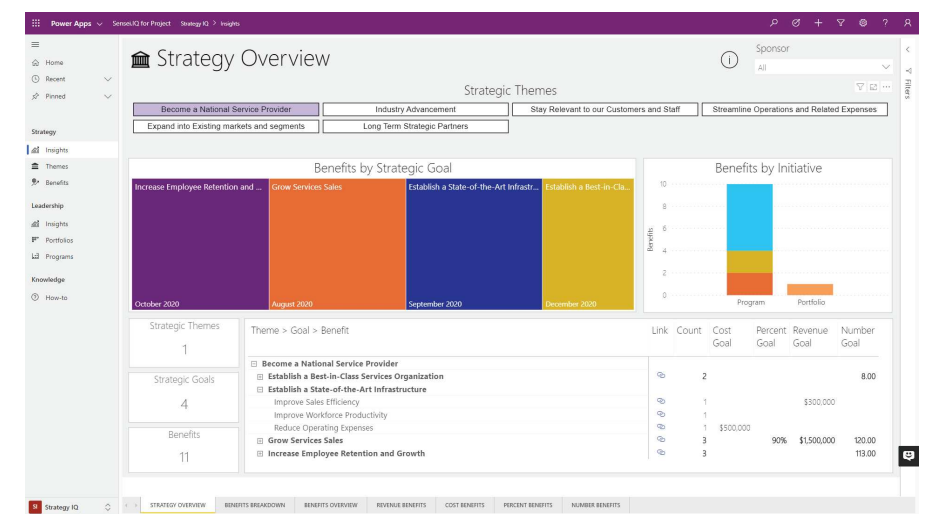 Power Apps SenseiIQ for Project Strategy IQ > Insights
Home
Recent
Pinned
Strategy
Insights
Themes
Benefits
Leadership
Insights
Portfolios
Programs
Knowledge
How-to
SI Strategy IQ
Strategy Overview
Sponsor
All
Filters
Strategic Themes
Become a National Service Provider Industry Advancement Stay Relevant to our Customers and Staff Streamline Operations and Related Expenses
Expand into Existing markets and segments Long Term Strategic Partners
Benefits by Strategic Goal
Increase Employee Retention and ... Grow Services Sales Establish a State-of-the-Art Infrastr... Establish a Best-in-Cla...
October 2020 August 2020 September 2020 December 2020
Benefits by Initiative
Benefits
10
8
6
4
2
0
Program Portfolio
Strategic Themes
1
Strategic Goals
4
Benefits
11
Theme > Goal > Benefit Link Count Cost Goal Percent Goal Revenue Goal Number Goal
Become a National Service Provider
Establish a Best-in-Class Services Organization 2 8.00
Establish a State-of-the-Art Infrastructure
Improve Sales Efficiency 1 $300,000
Improve Workforce Productivity 1
Reduce Operating Expenses 1 $500,000
Grow Services Sales 3 90% $1,500,000 120.00
Increase Employee Retention and Growth 3 113.00
STRATEGY OVERVIEW BENEFITS BREAKDOWN BENEFITS OVERVIEW REVENUE BENEFITS COST BENEFITS PERCENT BENEFITS NUMBER BENEFITS